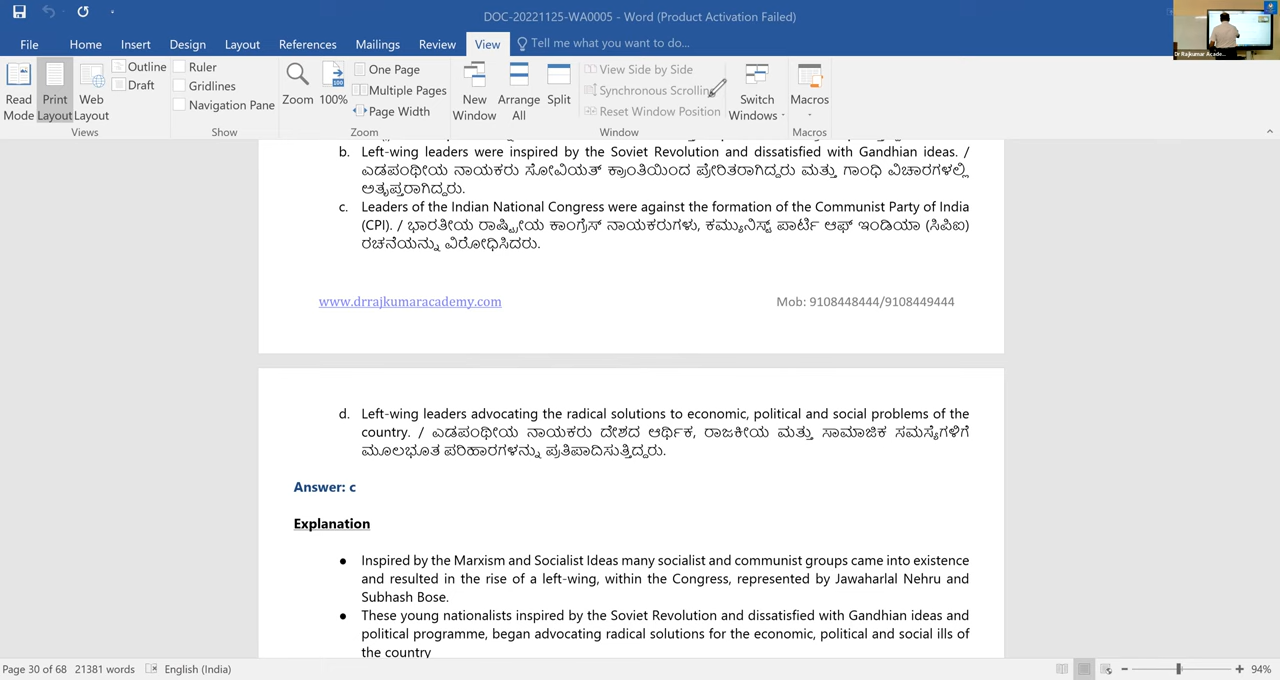 DOC-20221125-WA0005 - Word (Product Activation Failed)
File Home Insert Design Layout References Mailings Review View Tell me what you want to do...
Read Mode
Print Layout
Web Layout
Outline
Draft
Views
Ruler
Gridlines
Navigation Pane
Show
Zoom
100%
One Page
Multiple Pages
Page Width
Zoom
New Window
Arrange All
Split
View Side by Side
Synchronous Scrolling
Reset Window Position
Window
Switch Windows
Macros
Macros
b. Left-wing leaders were inspired by the Soviet Revolution and dissatisfied with Gandhian ideas. /
ಎಡಪಂಥೀಯ ನಾಯಕರು ಸೋವಿಯತ್ ಕ್ರಾಂತಿಯಿಂದ ಪ್ರೇರಿತರಾಗಿದ್ದರು ಮತ್ತು ಗಾಂಧಿ ವಿಚಾರಗಳಲ್ಲಿ
ಅತೃಪ್ತರಾಗಿದ್ದರು.
c. Leaders of the Indian National Congress were against the formation of the Communist Party of India
(CPI). / ಭಾರತೀಯ ರಾಷ್ಟ್ರೀಯ ಕಾಂಗ್ರೆಸ್ ನಾಯಕರುಗಳು, ಕಮ್ಯುನಿಸ್ಟ್ ಪಾರ್ಟಿ ಆಫ್ ಇಂಡಿಯಾ (ಸಿಪಿಐ)
ರಚನೆಯನ್ನು ವಿರೋಧಿಸಿದರು.
www.drrajkumaracademy.com Mob: 9108448444/9108449444
d. Left-wing leaders advocating the radical solutions to economic, political and social problems of the
country. / ಎಡಪಂಥೀಯ ನಾಯಕರು ದೇಶದ ಆರ್ಥಿಕ, ರಾಜಕೀಯ ಮತ್ತು ಸಾಮಾಜಿಕ ಸಮಸ್ಯೆಗಳಿಗೆ
ಮೂಲಭೂತ ಪರಿಹಾರಗಳನ್ನು ಪ್ರತಿಪಾದಿಸುತ್ತಿದ್ದರು.
Answer: c
Explanation
● Inspired by the Marxism and Socialist Ideas many socialist and communist groups came into existence
and resulted in the rise of a left-wing, within the Congress, represented by Jawaharlal Nehru and
Subhash Bose.
● These young nationalists inspired by the Soviet Revolution and dissatisfied with Gandhian ideas and
political programme, began advocating radical solutions for the economic, political and social ills of
the country
Page 30 of 68 21381 words English (India) 94%
Dr Rajkumar Acade...